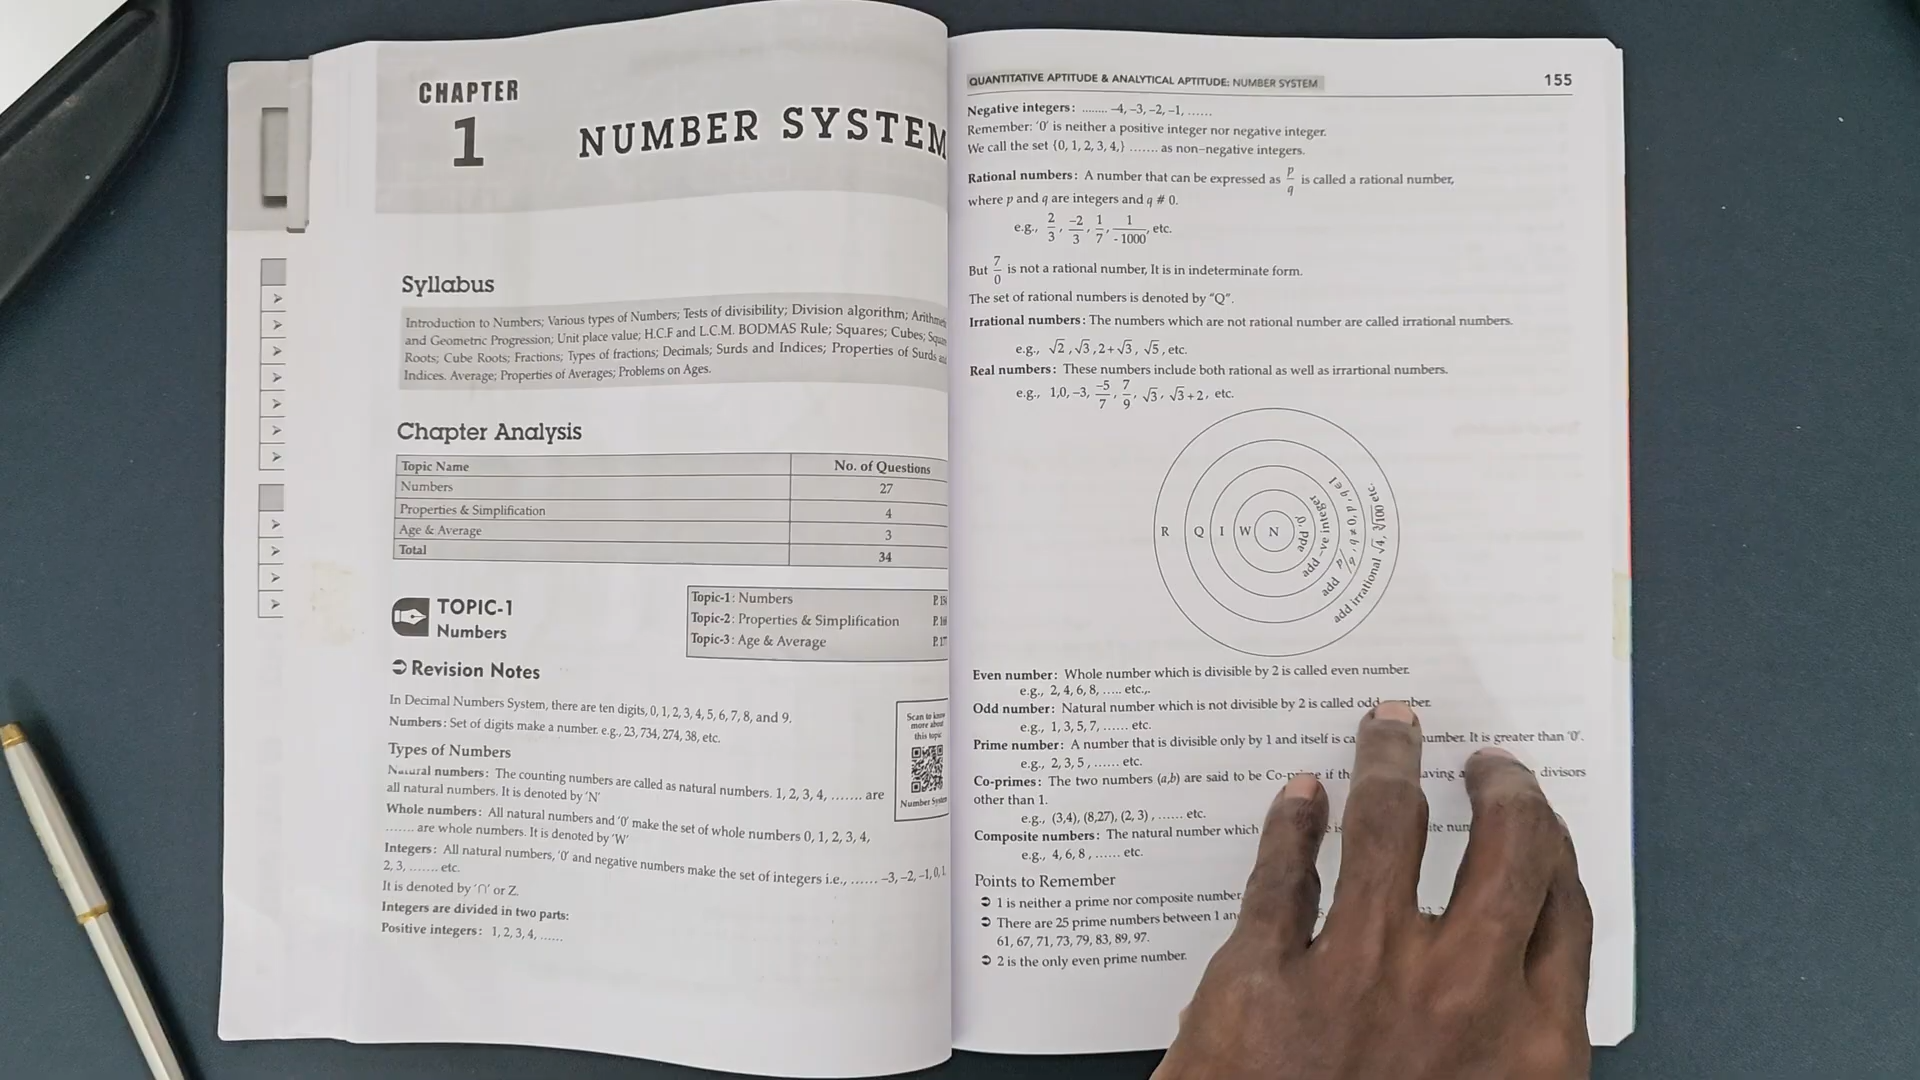 CHAPTER
1
NUMBER SYSTEM
Syllabus
Introduction to Numbers; Various types of Numbers; Tests of divisibility; Division algorithm;
and Geometric Progression; Unit place value; H.C.F and L.C.M. BODMAS Rule; Squares; Cubes;
Roots; Cube Roots; Fractions; Types of fractions; Decimals; Surds and Indices; Properties of Surds
Indices. Average; Properties of Averages; Problems on Ages.
Chapter Analysis
Topic Name No. of Questions
Numbers 27
Properties & Simplification 4
Age & Average 3
Total 34
TOPIC-1
Numbers
Topic-1: Numbers
Topic-2: Properties & Simplification
Topic-3: Age & Average
Revision Notes
In Decimal Numbers System, there are ten digits, 0, 1, 2, 3, 4, 5, 6, 7, 8, and 9.
Numbers: Set of digits make a number. e.g., 23, 734, 274, 38, etc.
Types of Numbers
Natural numbers: The counting numbers are called as natural numbers. 1, 2, 3, 4, ....... are
all natural numbers. It is denoted by 'N'
Whole numbers: All natural numbers and '0' make the set of whole numbers 0, 1, 2, 3, 4,
....... are whole numbers. It is denoted by 'W'
Integers: All natural numbers, '0' and negative numbers make the set of integers i.e., ...... –3, –2, –1, 0, 1,
2, 3, ....... etc.
It is denoted by '∩' or Z.
Integers are divided in two parts:
Positive integers: 1, 2, 3, 4, ......
Scan to know
more about
this topic
Number System
QUANTITATIVE APTITUDE & ANALYTICAL APTITUDE: NUMBER SYSTEM 155
Negative integers: ........ –4, –3, –2, –1, ......
Remember: '0' is neither a positive integer nor negative integer.
We call the set {0, 1, 2, 3, 4,} ....... as non–negative integers.
Rational numbers: A number that can be expressed as p/q is called a rational number,
where p and q are integers and q # 0.
e.g., 2/3, –2/3, 1/7, 1/-1000, etc.
But 7/0 is not a rational number, It is in indeterminate form.
The set of rational numbers is denoted by "Q".
Irrational numbers: The numbers which are not rational number are called irrational numbers.
e.g., √2, √3, 2+√3, √5, etc.
Real numbers: These numbers include both rational as well as irrartional numbers.
e.g., 1,0, –3, –5/7, 7/9, √3, √3+2, etc.
R Q I W N
add '0'
add –ve integer
add p/q, q ≠ 0, p, q ε I
add irrational √4, ∛100 etc.
Even number: Whole number which is divisible by 2 is called even number.
e.g., 2, 4, 6, 8, ..... etc.,.
Odd number: Natural number which is not divisible by 2 is called odd
e.g., 1, 3, 5, 7, ...... etc.
Prime number: A number that is divisible only by 1 and itself is number. It is greater than '0'.
e.g., 2, 3, 5, ...... etc.
Co-primes: The two numbers (a,b) are said to be if divisors
other than 1.
e.g., (3,4), (8,27), (2, 3), ...... etc.
Composite numbers: The natural number which
e.g., 4, 6, 8, ...... etc.
Points to Remember
1 is neither a prime nor composite number
There are 25 prime numbers between 1
61, 67, 71, 73, 79, 83, 89, 97.
2 is the only even prime number.